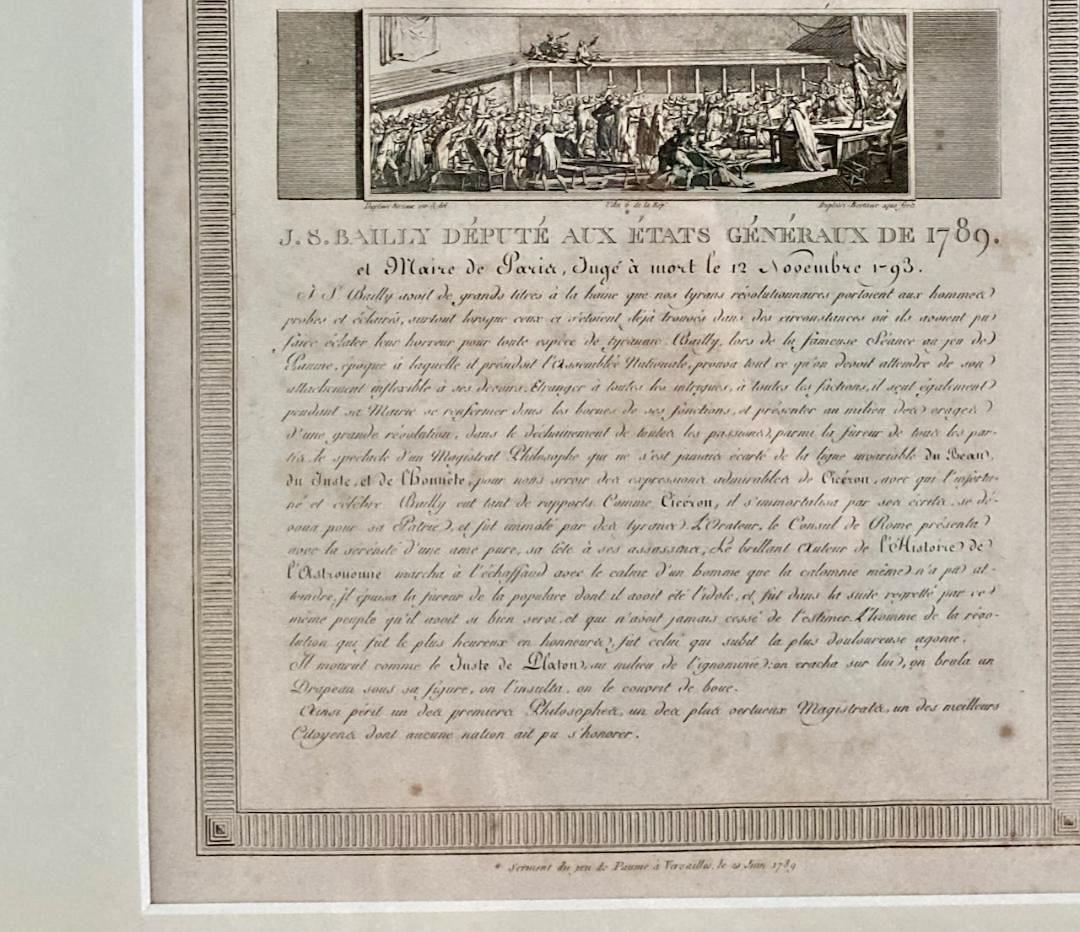 Duplessi-Bertaux inv. & del.
l'An 6 de la Rep.
Duplessi-Bertaux aqua forti
*
J. S. BAILLY DÉPUTÉ AUX ÉTATS GÉNÉRAUX DE 1789.
et Maire de Paris, Jugé à mort le 12 Novembre 1793.
J. S. Bailly avoit de grands titres à la haine que nos tyrans révolutionnaires portoient aux hommes
probes et éclairés, surtout lorsque ceux ci s'étoient déjà trouvés dans des circonstances où ils avoient pu
faire éclater leur horreur pour toute espèce de tyrannie. Bailly, lors de la fameuse Séance au jeu de
Paume, époque à laquelle il présidoit l'Assemblée Nationale, prouva tout ce qu'on devoit attendre de son
attachement inflexible à ses devoirs. Etranger à toutes les intrigues, à toutes les factions, il sçut également
pendant sa Mairie se renfermer dans les bornes de ses fonctions, et présenter au milieu des orages
d'une grande révolution, dans le déchainement de toutes les passions, parmi la fureur de tous les par-
tis, le spectacle d'un Magistrat Philosophe qui ne s'est jamais écarté de la ligne invariable du Beau,
du Juste, et de l'Honnête, pour nous servir des expressions admirables de Cicéron, avec qui l'infortu-
né et célèbre Bailly eut tant de rapports. Comme Cicéron, il s'immortalisa par ses écrits, se dé-
voua pour sa Patrie, et fut immolé par des tyrans. L'Orateur, le Consul de Rome présenta
avec la sérénité d'une ame pure, sa tête à ses assassins, Le brillant Auteur de l'Histoire de
l'Astronomie marcha à l'échaffaud avec le calme d'un homme que la calomnie même n'a pu at-
teindre, il épuisa la fureur de la populace dont il avoit été l'idole, et fut dans la suite regretté par ce
même peuple qu'il avoit si bien servi, et qui n'avoit jamais cessé de l'estimer. L'homme de la révo-
lution qui fut le plus heureux en honneurs, fut celui qui subit la plus douloureuse agonie.
Il mourut comme le Juste de Platon, au milieu de l'ignominie: on cracha sur lui, on brula un
Drapeau sous sa figure, on l'insulta, on le couvrit de boue.
Ainsi périt un des premiers Philosophes, un des plus vertueux Magistrats, un des meilleurs
Citoyens dont aucune nation ait pu s'honorer.
* Serment du jeu de Paume à Versailles, le 20 Juin 1789